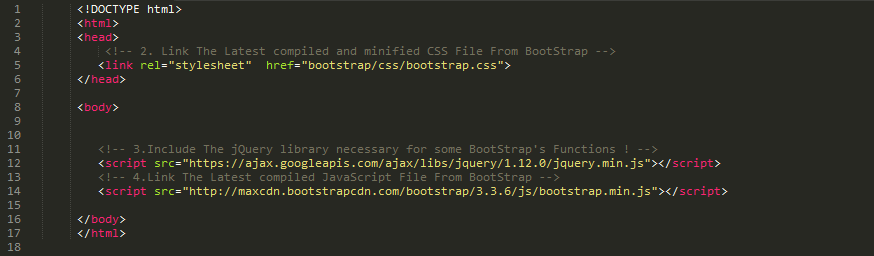 1 <!DOCTYPE html>
2 <html>
3 <head>
4 <!-- 2. Link The Latest compiled and minified CSS File From BootStrap -->
5 <link rel="stylesheet"  href="bootstrap/css/bootstrap.css">
6 </head>
7
8 <body>
9
10
11 <!-- 3.Include The jQuery library necessary for some BootStrap's Functions ! -->
12 <script src="https://ajax.googleapis.com/ajax/libs/jquery/1.12.0/jquery.min.js"></script>
13 <!-- 4.Link The Latest compiled JavaScript File From BootStrap -->
14 <script src="http://maxcdn.bootstrapcdn.com/bootstrap/3.3.6/js/bootstrap.min.js"></script>
15
16 </body>
17 </html>
18